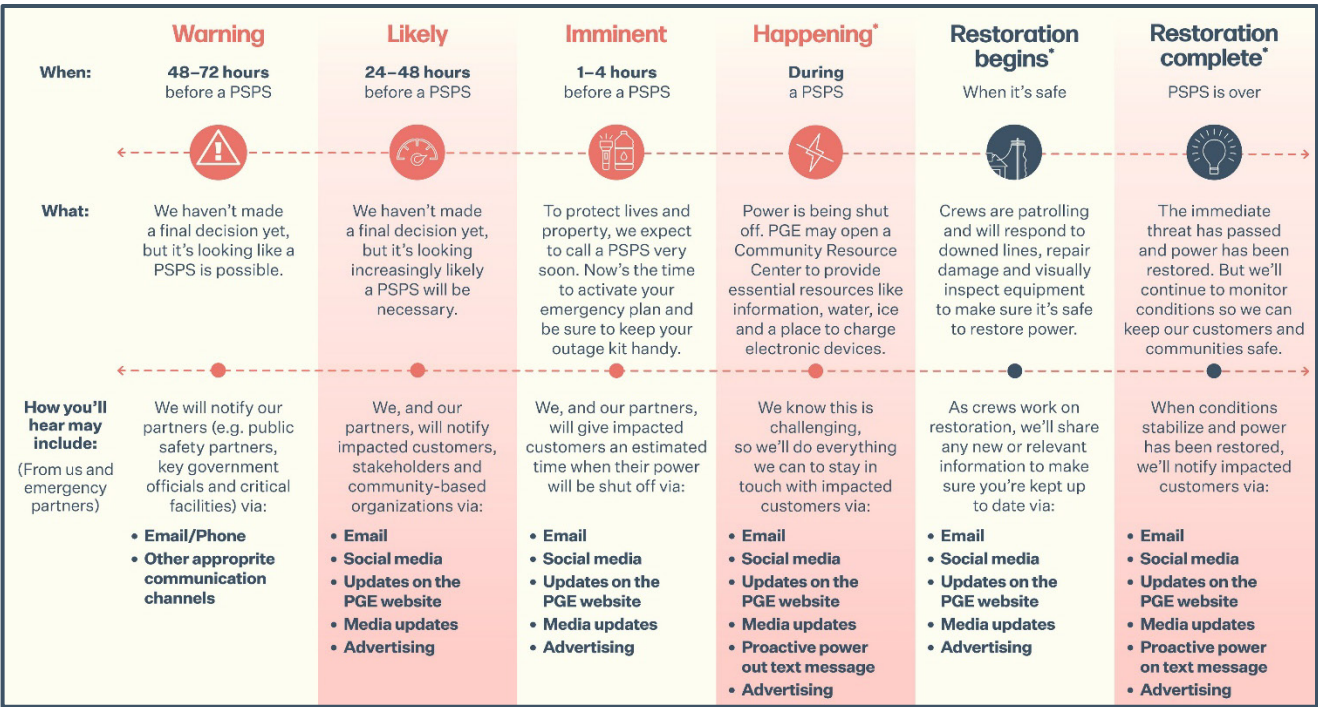 Warning
Likely
Imminent
Happening*
Restoration
begins*
Restoration
complete*
When:
48–72 hours
before a PSPS
24–48 hours
before a PSPS
1–4 hours
before a PSPS
During
a PSPS
When it's safe
PSPS is over
What:
We haven't made
a final decision yet,
but it's looking like a
PSPS is possible.
We haven't made
a final decision yet,
but it's looking
increasingly likely
a PSPS will be
necessary.
To protect lives and
property, we expect
to call a PSPS very
soon. Now's the time
to activate your
emergency plan and
be sure to keep your
outage kit handy.
Power is being shut
off. PGE may open a
Community Resource
Center to provide
essential resources like
information, water, ice
and a place to charge
electronic devices.
Crews are patrolling
and will respond to
downed lines, repair
damage and visually
inspect equipment
to make sure it's safe
to restore power.
The immediate
threat has passed
and power has been
restored. But we'll
continue to monitor
conditions so we can
keep our customers and
communities safe.
How you'll
hear may
include:
(From us and
emergency
partners)
We will notify our
partners (e.g. public
safety partners,
key government
officials and critical
facilities) via:
• Email/Phone
• Other approprite
communication
channels
We, and our
partners, will notify
impacted customers,
stakeholders and
community-based
organizations via:
• Email
• Social media
• Updates on the
PGE website
• Media updates
• Advertising
We, and our partners,
will give impacted
customers an estimated
time when their power
will be shut off via:
• Email
• Social media
• Updates on the
PGE website
• Media updates
• Advertising
We know this is
challenging,
so we'll do everything
we can to stay in
touch with impacted
customers via:
• Email
• Social media
• Updates on the
PGE website
• Media updates
• Proactive power
out text message
• Advertising
As crews work on
restoration, we'll share
any new or relevant
information to make
sure you're kept up
to date via:
• Email
• Social media
• Updates on the
PGE website
• Media updates
• Advertising
When conditions
stabilize and power
has been restored,
we'll notify impacted
customers via:
• Email
• Social media
• Updates on the
PGE website
• Media updates
• Proactive power
on text message
• Advertising